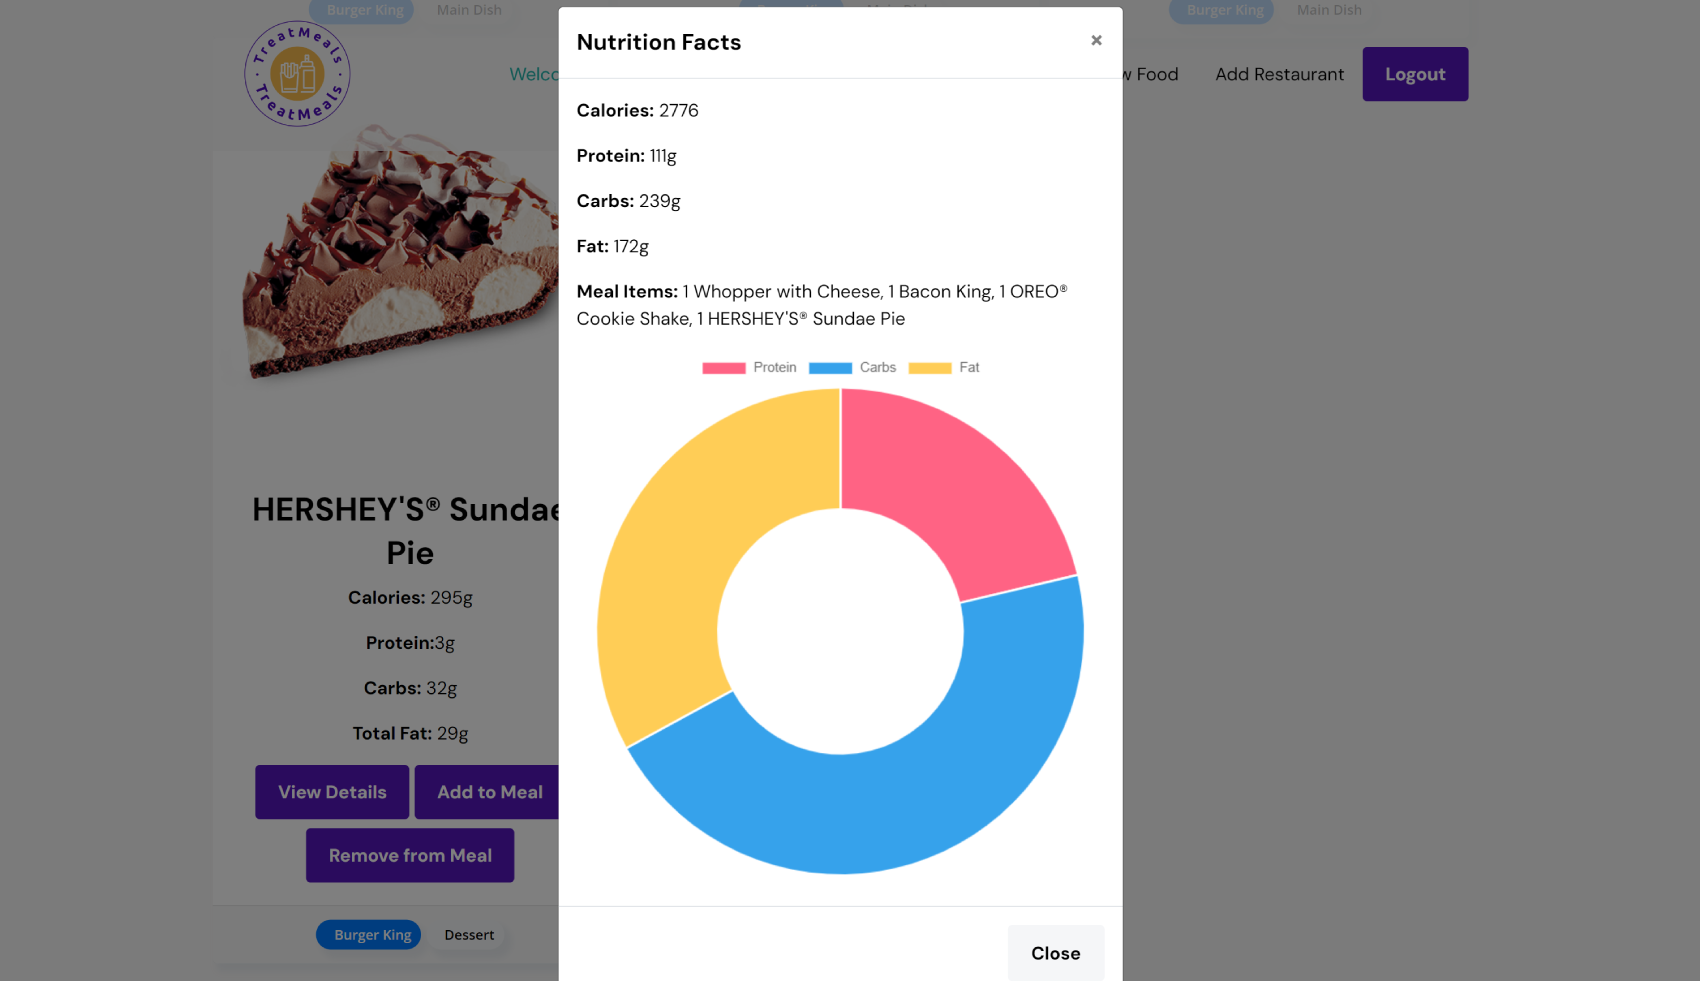 Burger King Main Dish
Burger King Main Dish
TreatMeals
TreatMeals
Nutrition Facts
×
Food
Add Restaurant
Logout
Calories: 2776
Protein: 111g
Carbs: 239g
Fat: 172g
Meal Items: 1 Whopper with Cheese, 1 Bacon King, 1 OREO®
Cookie Shake, 1 HERSHEY'S® Sundae Pie
Protein Carbs Fat
HERSHEY'S® Sundae
Pie
Calories: 295g
Protein:3g
Carbs: 32g
Total Fat: 29g
View Details
Add to Meal
Remove from Meal
Burger King Dessert
Close